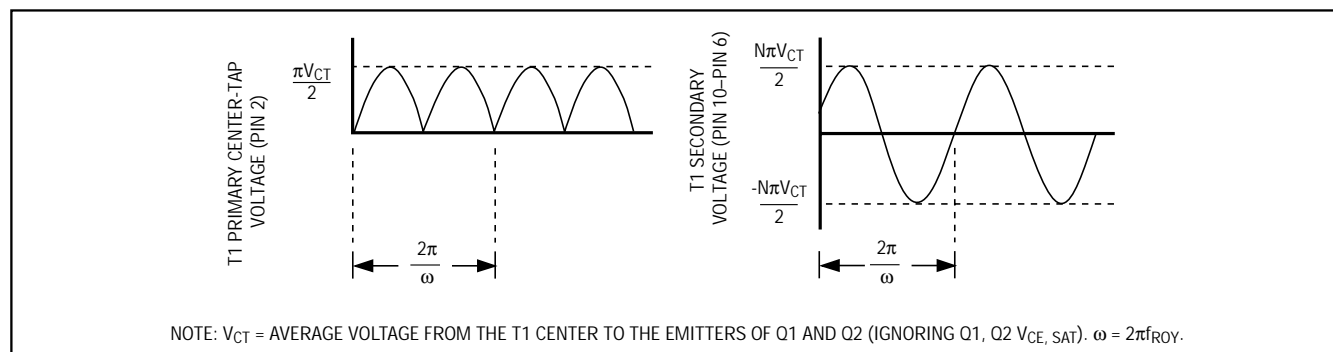 T1 PRIMARY CENTER-TAP
VOLTAGE (PIN 2)
πV_CT
2
2π
ω
T1 SECONDARY
VOLTAGE (PIN 10–PIN 6)
NπV_CT
2
-NπV_CT
2
2π
ω
NOTE: V_CT = AVERAGE VOLTAGE FROM THE T1 CENTER TO THE EMITTERS OF Q1 AND Q2 (IGNORING Q1, Q2 V_CE, SAT). ω = 2πf_ROY.